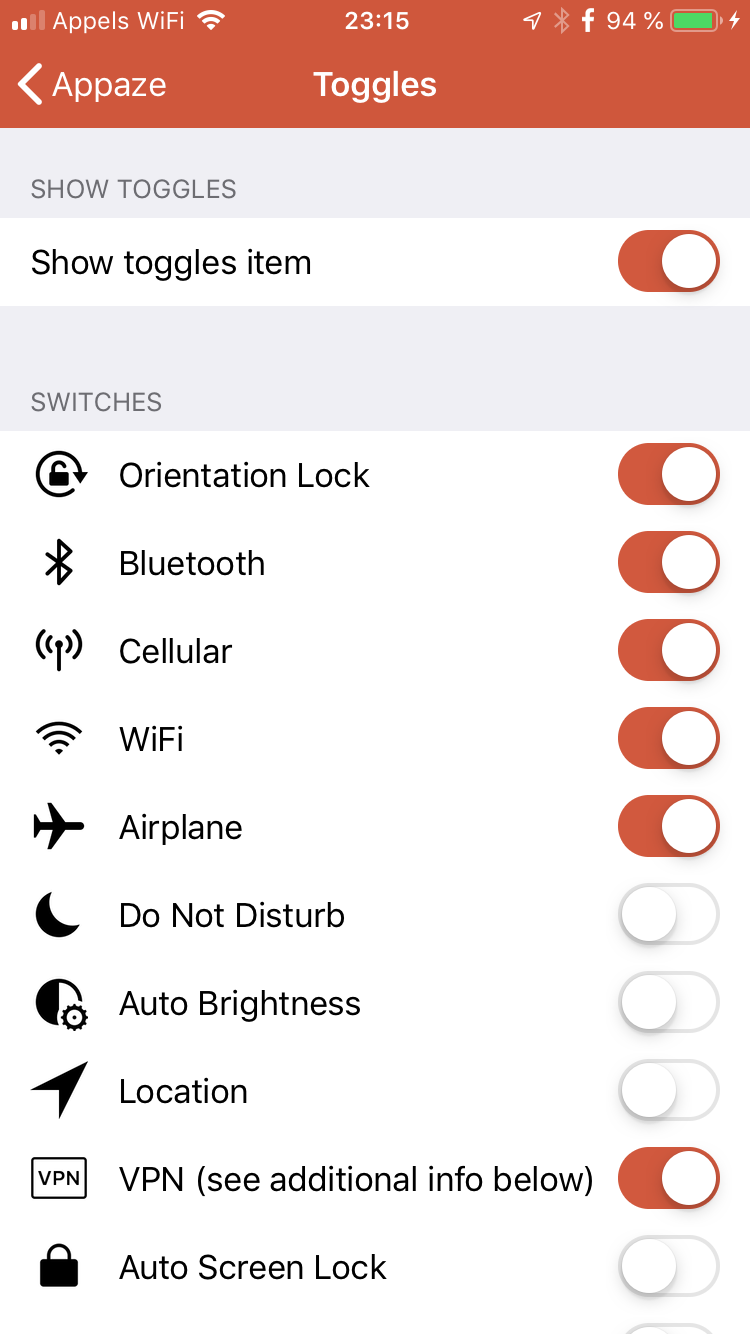 Appels WiFi 23:15 94 %
Appaze Toggles
SHOW TOGGLES
Show toggles item
SWITCHES
Orientation Lock
Bluetooth
Cellular
WiFi
Airplane
Do Not Disturb
Auto Brightness
Location
VPN VPN (see additional info below)
Auto Screen Lock